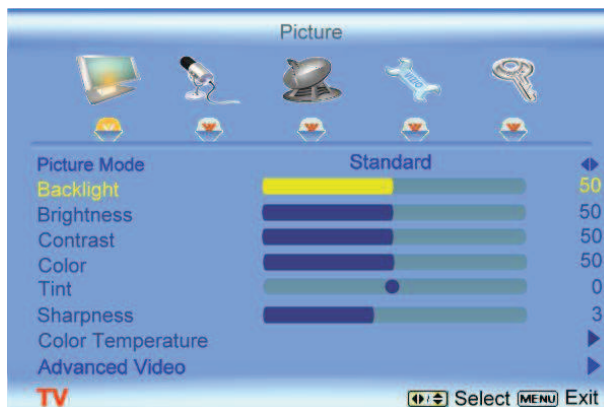 Picture
VIZIO
Picture Mode Standard
Backlight 50
Brightness 50
Contrast 50
Color 50
Tint 0
Sharpness 3
Color Temperature
Advanced Video
TV Select MENU Exit